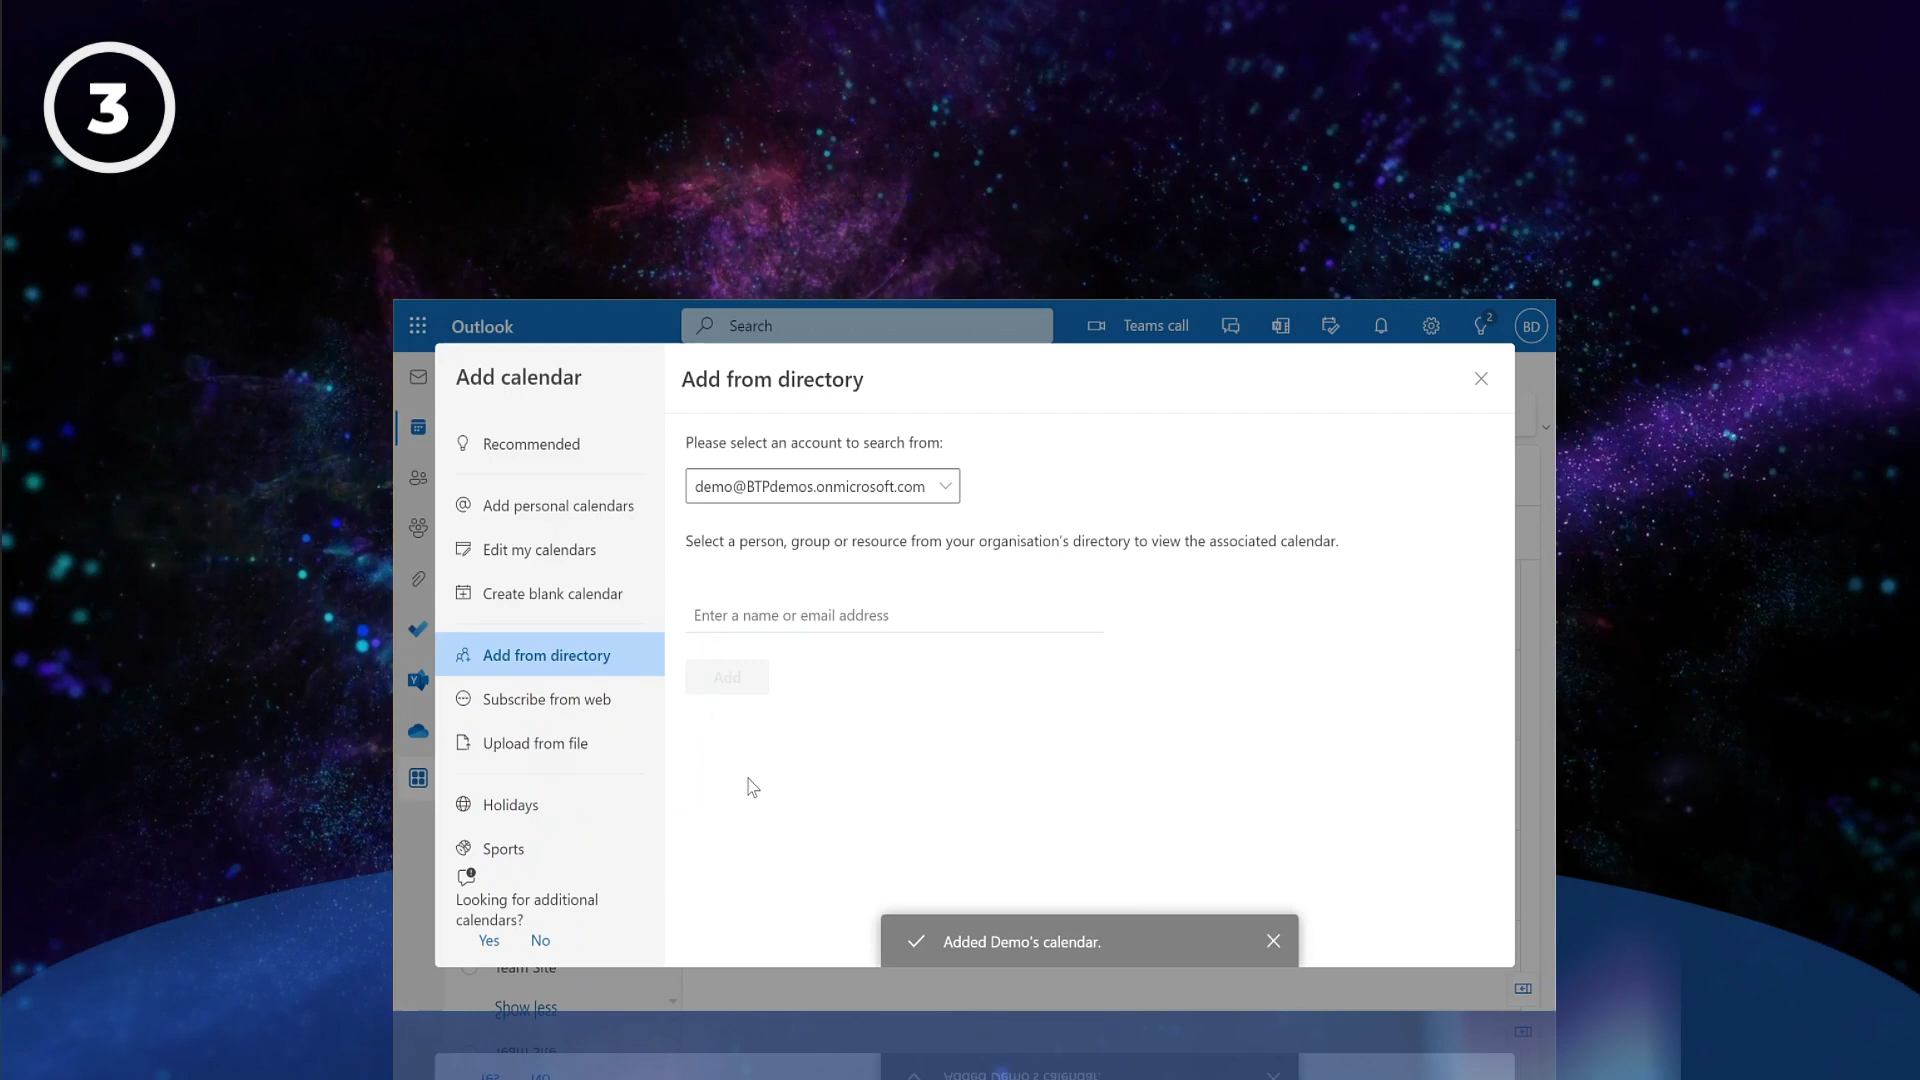 3
Outlook
Search
Teams call
2
BD
Add calendar
Recommended
Add personal calendars
Edit my calendars
Create blank calendar
Add from directory
Subscribe from web
Upload from file
Holidays
Sports
Looking for additional
calendars?
Yes No
Add from directory
Please select an account to search from:
demo@BTPdemos.onmicrosoft.com
Select a person, group or resource from your organisation's directory to view the associated calendar.
Enter a name or email address
Add
Added Demo's calendar.
Team Site
Show less